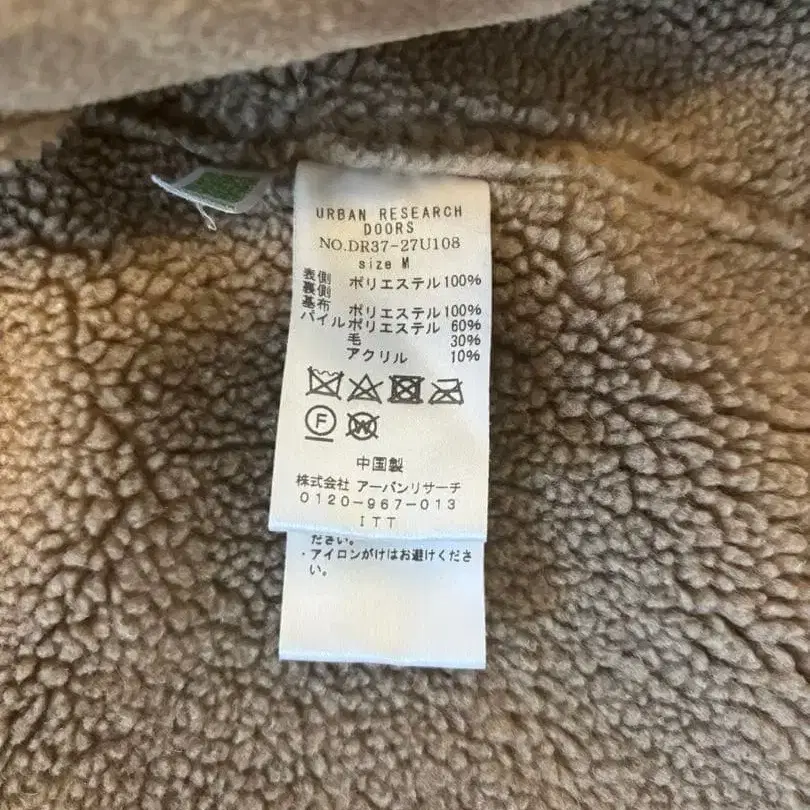 URBAN RESEARCH
DOORS
NO.DR37-27U108
size M
表側 ポリエステル100%
裏側
基布 ポリエステル100%
パイルポリエステル 60%
毛 30%
アクリル 10%
F
W
中国製
株式会社 アーバンリサーチ
0120-967-013
ITT
ださい。
・アイロンがけはお避けくださ
い。